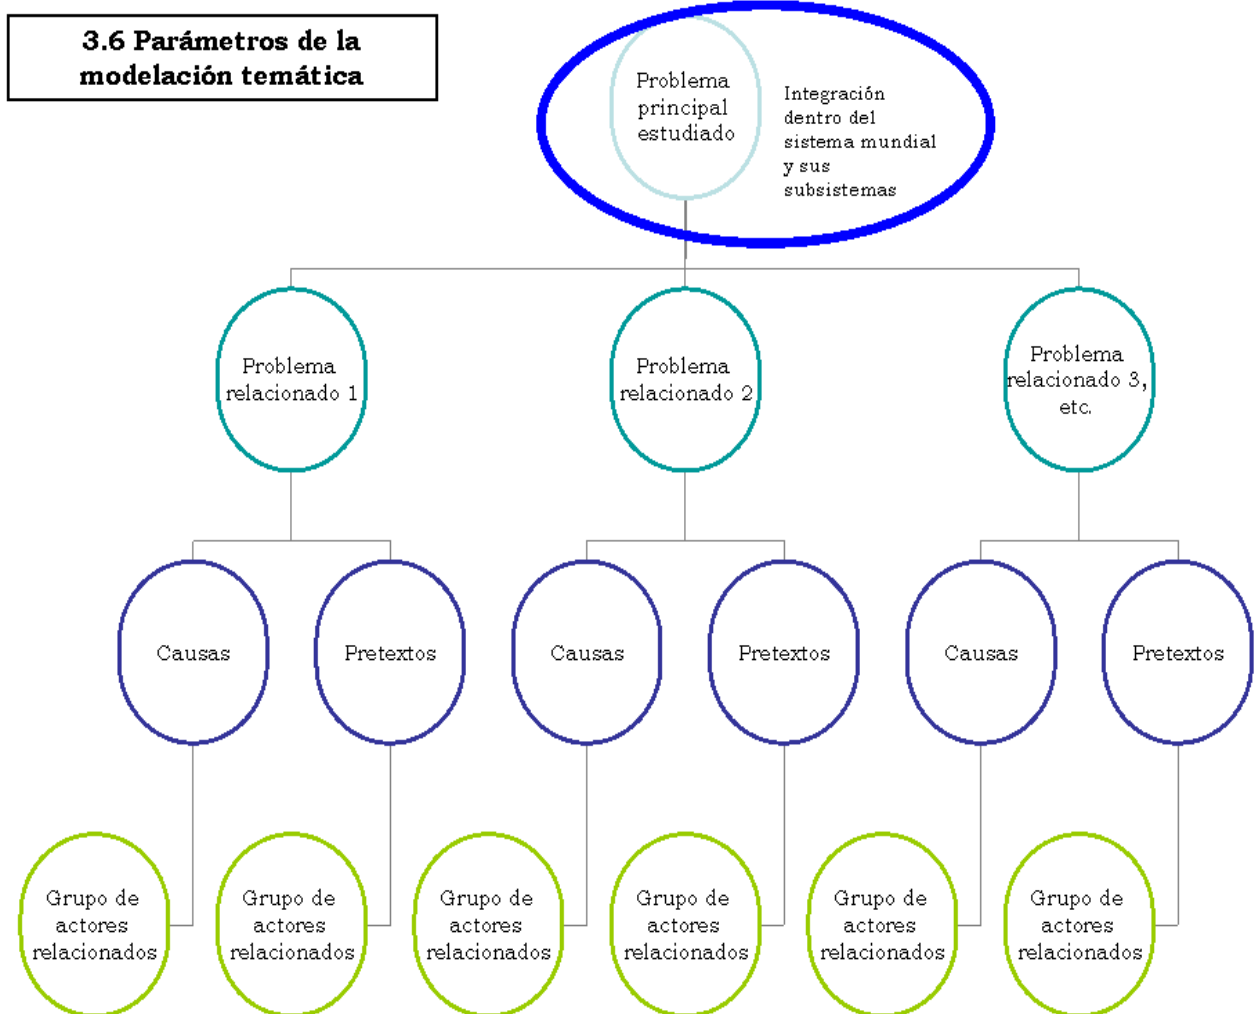 3.6 Parámetros de la
modelación temática
Problema
principal
estudiado
Integración
dentro del
sistema mundial
y sus
subsistemas
Problema
relacionado 1
Problema
relacionado 2
Problema
relacionado 3,
etc.
Causas
Pretextos
Causas
Pretextos
Causas
Pretextos
Grupo de
actores
relacionados
Grupo de
actores
relacionados
Grupo de
actores
relacionados
Grupo de
actores
relacionados
Grupo de
actores
relacionados
Grupo de
actores
relacionados